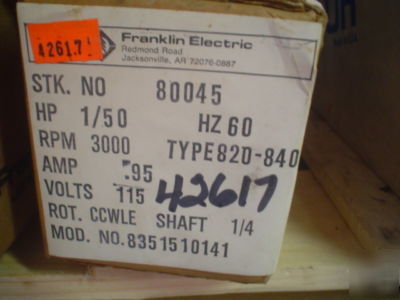 42617
Franklin Electric
Redmond Road
Jacksonville, AR 72076-0887
STK. NO 80045
HP 1/50 HZ 60
RPM 3000 TYPE 820-840
AMP .95
VOLTS 115 42617
ROT. CCWLE SHAFT 1/4
MOD. NO. 8351510141